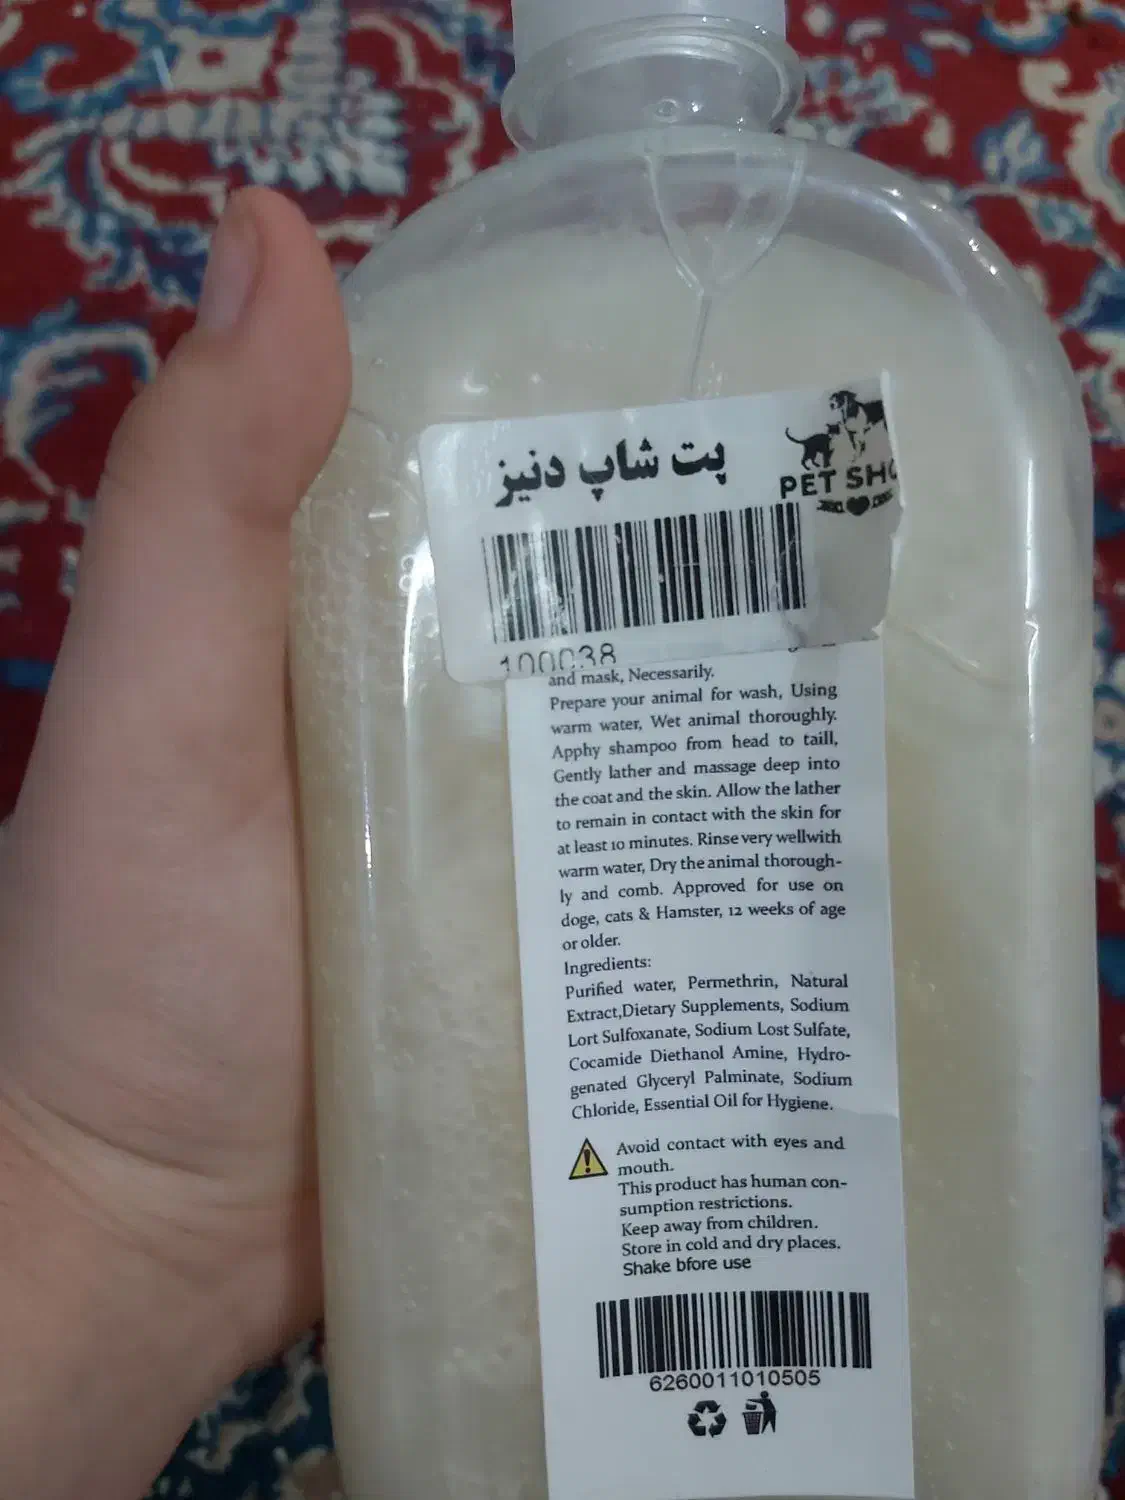 پت شاپ دنیز
PET SHO
100038
and mask, Necessarily.
Prepare your animal for wash, Using
warm water, Wet animal thoroughly.
Apphy shampoo from head to taill,
Gently lather and massage deep into
the coat and the skin. Allow the lather
to remain in contact with the skin for
at least 10 minutes. Rinse very wellwith
warm water, Dry the animal thorough-
ly and comb. Approved for use on
doge, cats & Hamster, 12 weeks of age
or older.
Ingredients:
Purified water, Permethrin, Natural
Extract,Dietary Supplements, Sodium
Lort Sulfoxanate, Sodium Lost Sulfate,
Cocamide Diethanol Amine, Hydro-
genated Glyceryl Palminate, Sodium
Chloride, Essential Oil for Hygiene.
Avoid contact with eyes and
mouth.
This product has human con-
sumption restrictions.
Keep away from children.
Store in cold and dry places.
Shake bfore use
6260011010505